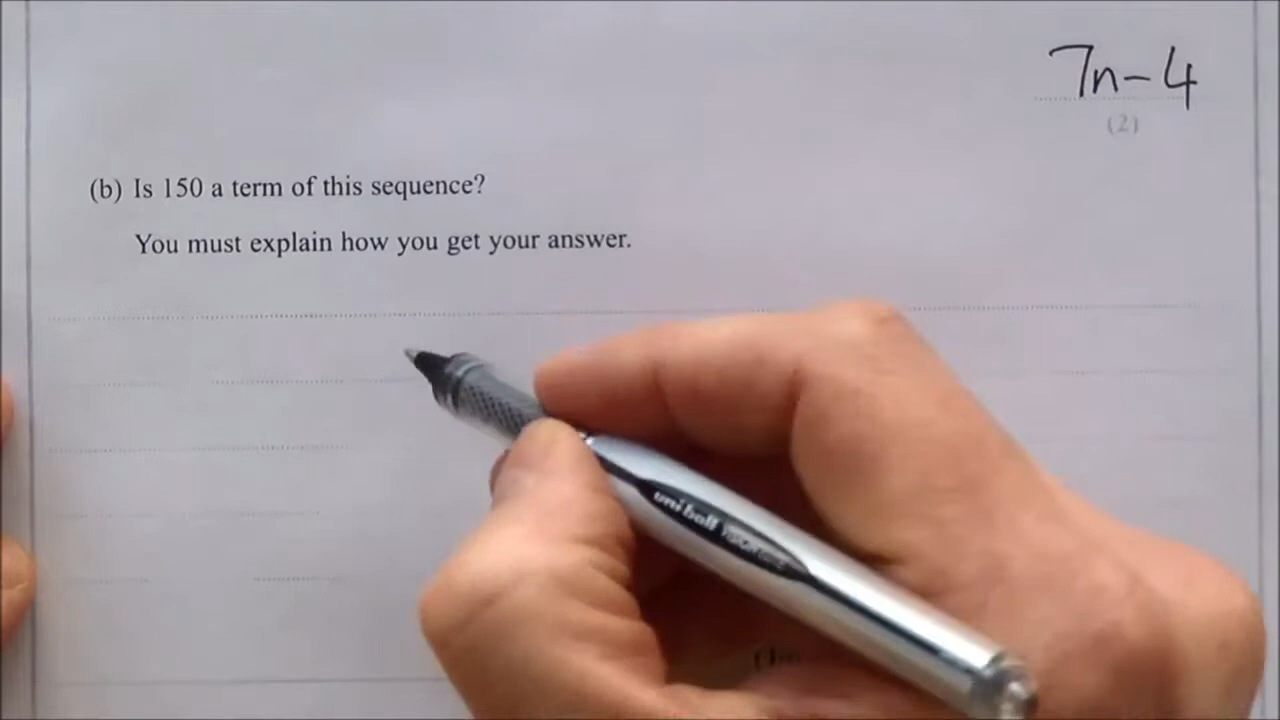 7n-4
(2)
(b) Is 150 a term of this sequence?
You must explain how you get your answer.
uni-ball